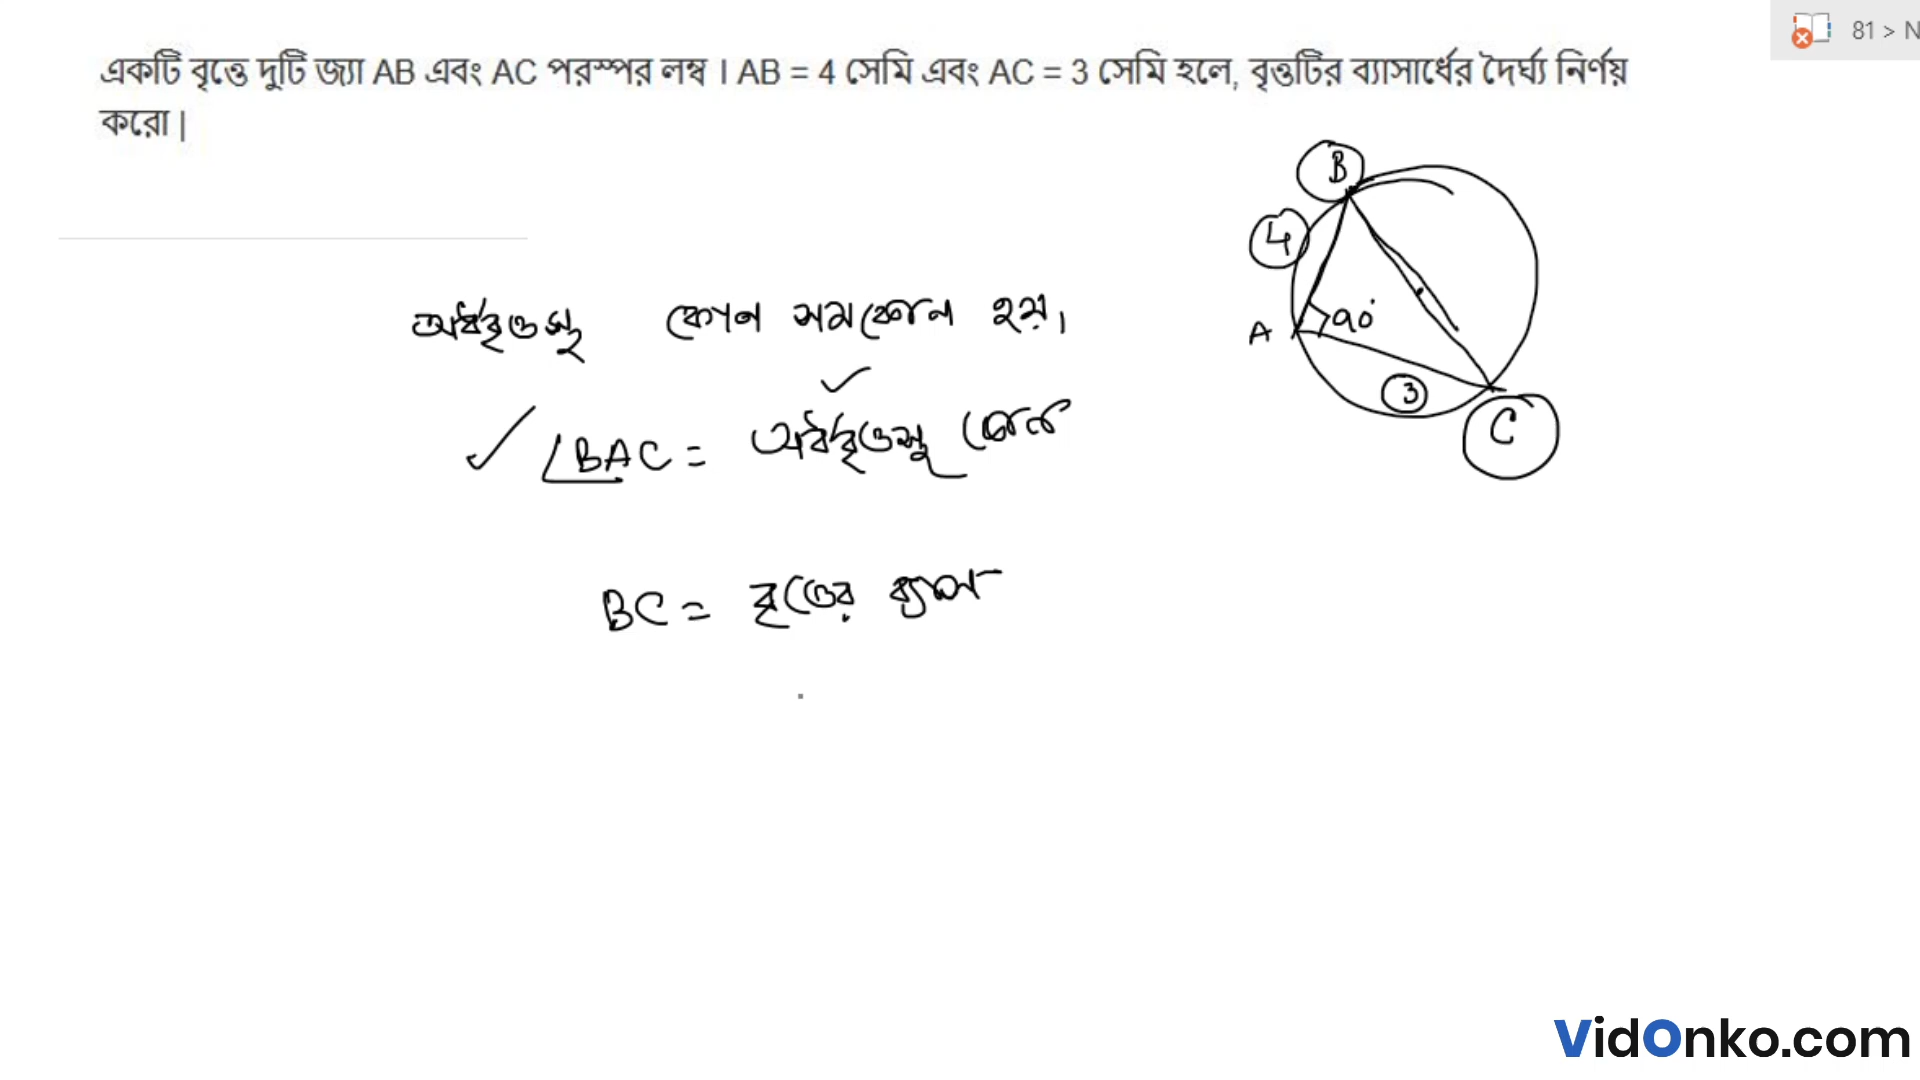 81 > N
একটি বৃত্তে দুটি জ্যা AB এবং AC পরস্পর লম্ব । AB = 4 সেমি এবং AC = 3 সেমি হলে, বৃত্তটির ব্যাসার্ধের দৈর্ঘ্য নির্ণয়
করো |
B
4
A
90°
3
C
অর্ধবৃত্তস্থ কোন সমকোন হয়।
∠BAC = অর্ধবৃত্তস্থ কোন
BC = বৃত্তের ব্যাস
VidOnko.com